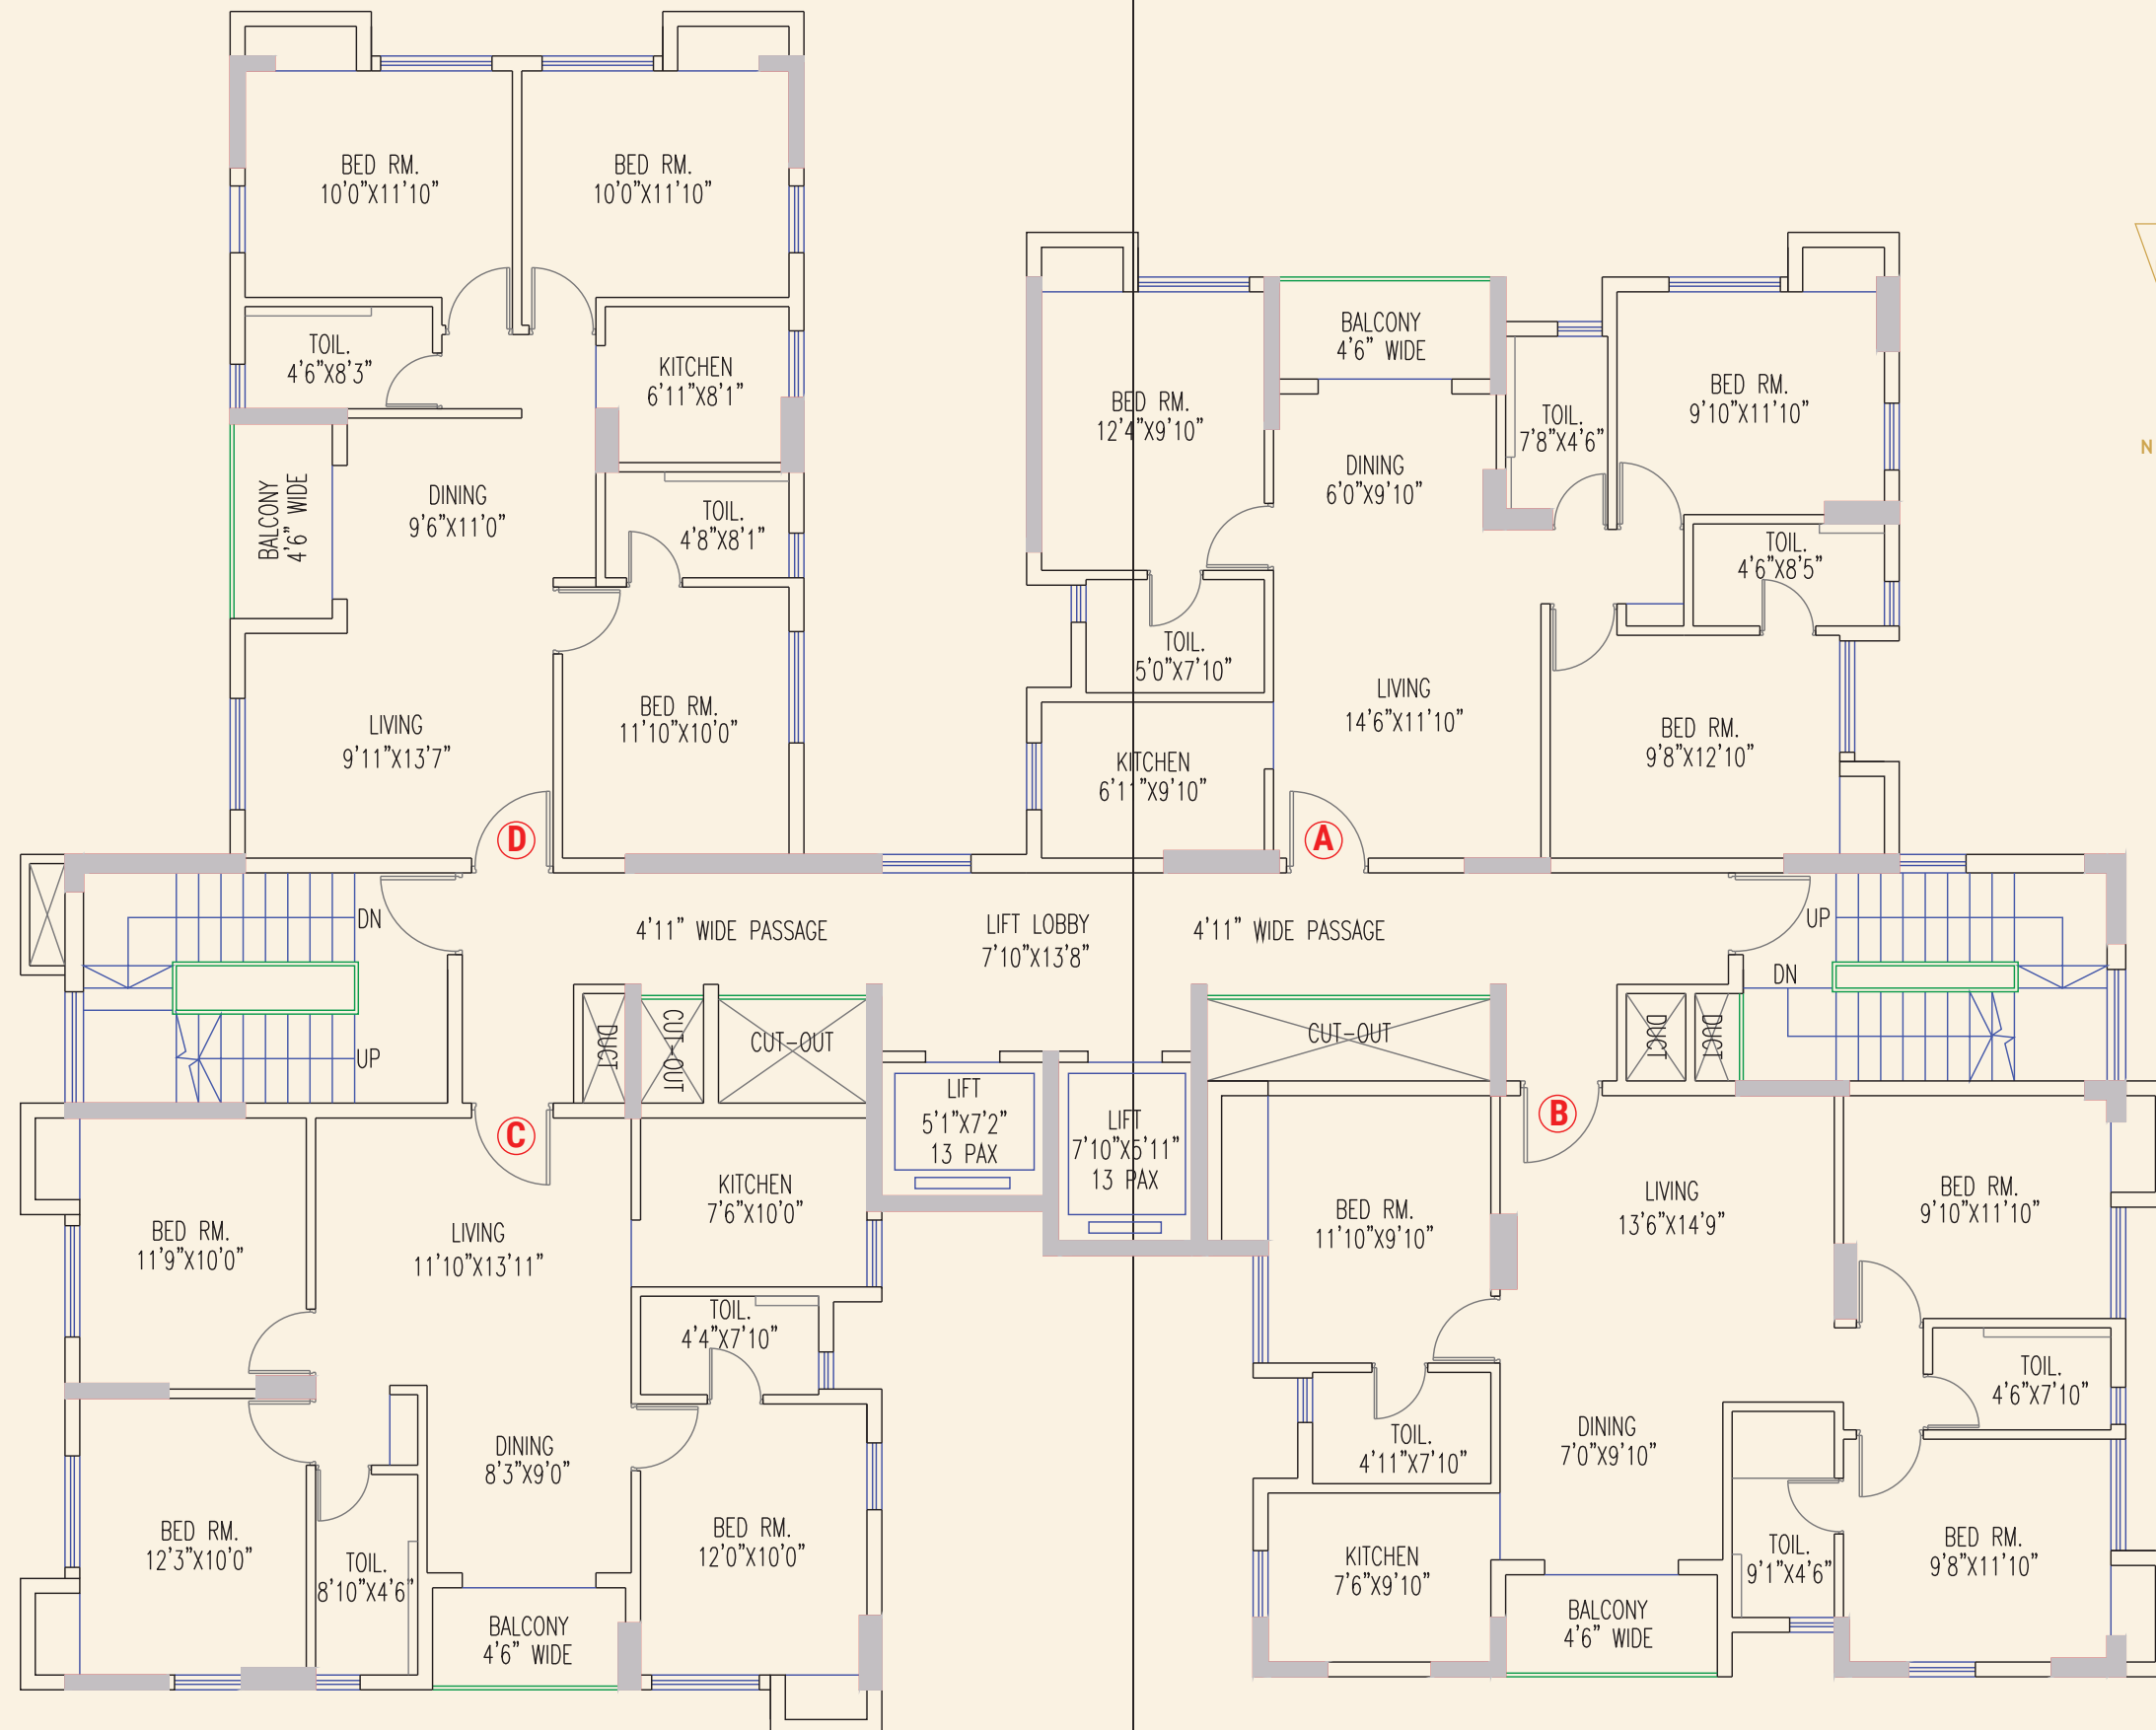 BED RM.
10'0"X11'10"
BED RM.
10'0"X11'10"
TOIL.
4'6"X8'3"
KITCHEN
6'11"X8'1"
BALCONY
4'6" WIDE
DINING
9'6"X11'0"
TOIL.
4'8"X8'1"
LIVING
9'11"X13'7"
BED RM.
11'10"X10'0"
D
BED RM.
12'4"X9'10"
BALCONY
4'6" WIDE
DINING
6'0"X9'10"
TOIL.
7'8"X4'6"
BED RM.
9'10"X11'10"
N
TOIL.
4'6"X8'5"
TOIL.
5'0"X7'10"
LIVING
14'6"X11'10"
BED RM.
9'8"X12'10"
KITCHEN
6'11"X9'10"
A
DN
UP
4'11" WIDE PASSAGE
LIFT LOBBY
7'10"X13'8"
4'11" WIDE PASSAGE
UP
DN
DUCT
CUT-OUT
CUT-OUT
CUT-OUT
DUCT
DUCT
LIFT
5'1"X7'2"
13 PAX
LIFT
7'10"X5'11"
13 PAX
C
B
BED RM.
11'9"X10'0"
LIVING
11'10"X13'11"
KITCHEN
7'6"X10'0"
TOIL.
4'4"X7'10"
BED RM.
12'3"X10'0"
TOIL.
8'10"X4'6"
DINING
8'3"X9'0"
BED RM.
12'0"X10'0"
BALCONY
4'6" WIDE
BED RM.
11'10"X9'10"
LIVING
13'6"X14'9"
BED RM.
9'10"X11'10"
TOIL.
4'6"X7'10"
TOIL.
4'11"X7'10"
DINING
7'0"X9'10"
KITCHEN
7'6"X9'10"
TOIL.
9'1"X4'6"
BED RM.
9'8"X11'10"
BALCONY
4'6" WIDE